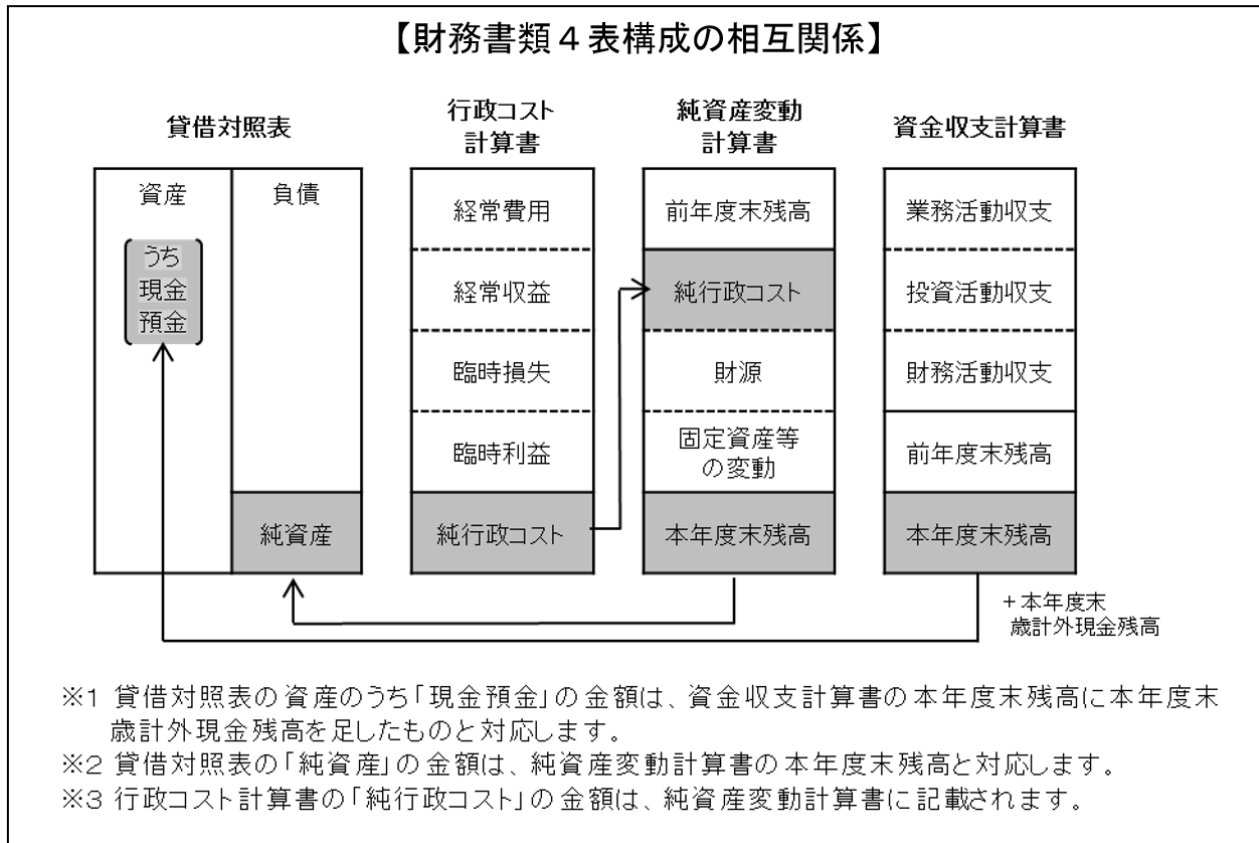 【財務書類４表構成の相互関係】
貸借対照表
資産
うち
現金
預金
負債
純資産
行政コスト
計算書
経常費用
経常収益
臨時損失
臨時利益
純行政コスト
純資産変動
計算書
前年度末残高
純行政コスト
財源
固定資産等
の変動
本年度末残高
資金収支計算書
業務活動収支
投資活動収支
財務活動収支
前年度末残高
本年度末残高
＋本年度末
歳計外現金残高
※1 貸借対照表の資産のうち「現金預金」の金額は、資金収支計算書の本年度末残高に本年度末
歳計外現金残高を足したものと対応します。
※2 貸借対照表の「純資産」の金額は、純資産変動計算書の本年度末残高と対応します。
※3 行政コスト計算書の「純行政コスト」の金額は、純資産変動計算書に記載されます。